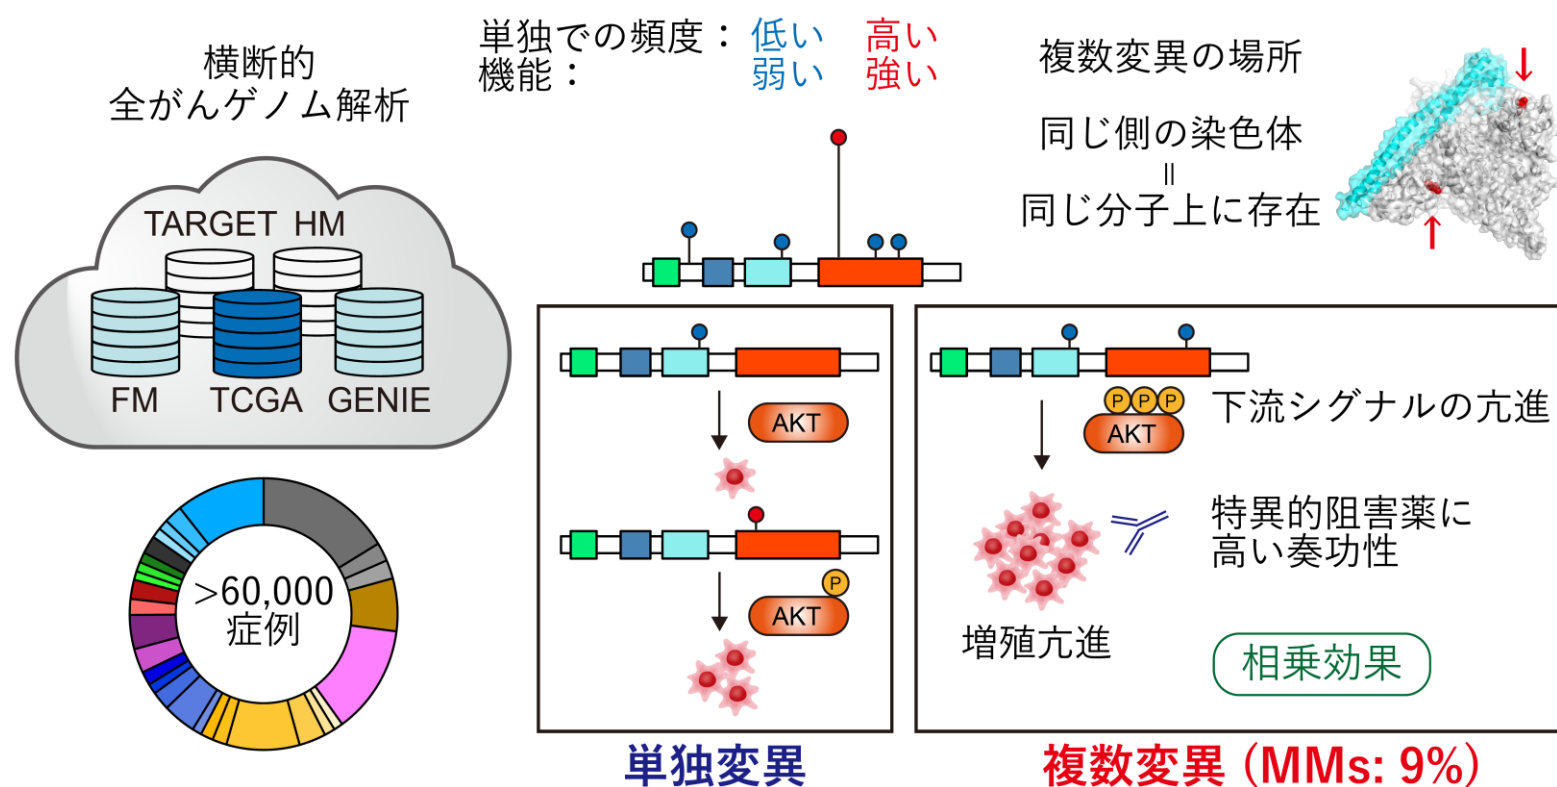 横断的
全がんゲノム解析
TARGET HM
FM TCGA GENIE
>60,000
症例
単独での頻度： 低い 高い
機能： 弱い 強い
複数変異の場所
同じ側の染色体
＝
同じ分子上に存在
AKT
P
AKT
単独変異
P P P
AKT
下流シグナルの亢進
特異的阻害薬に
高い奏功性
増殖亢進
相乗効果
複数変異 (MMs: 9%)